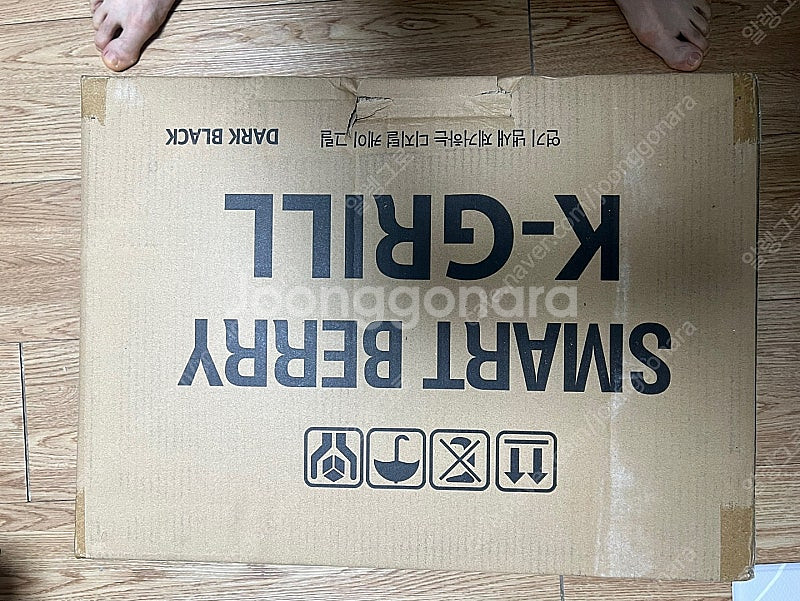 SMART BERRY
K-GRILL
연기 냄새 제거하는 디지털 케이 그릴
DARK BLACK
joonggonara